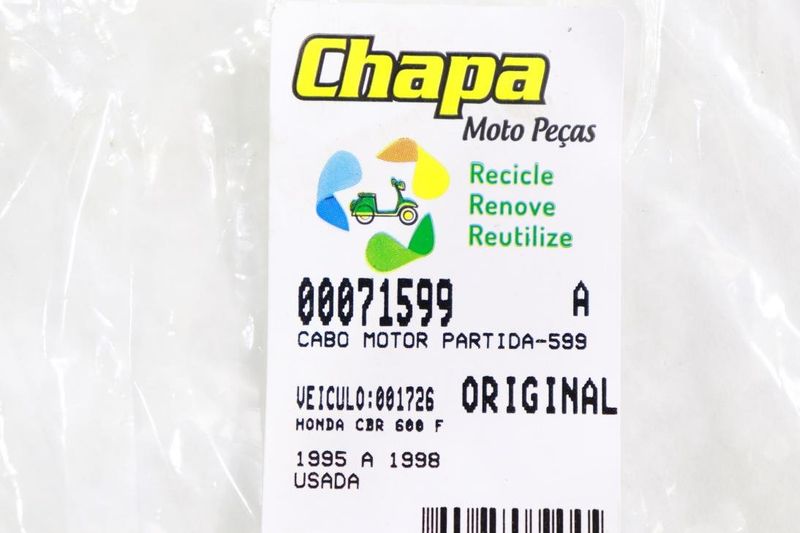 Chapa
Moto Peças
Recicle
Renove
Reutilize
00071599 A
CABO MOTOR PARTIDA-599
VEICULO:001726 ORIGINAL
HONDA CBR 600 F
1995 A 1998
USADA